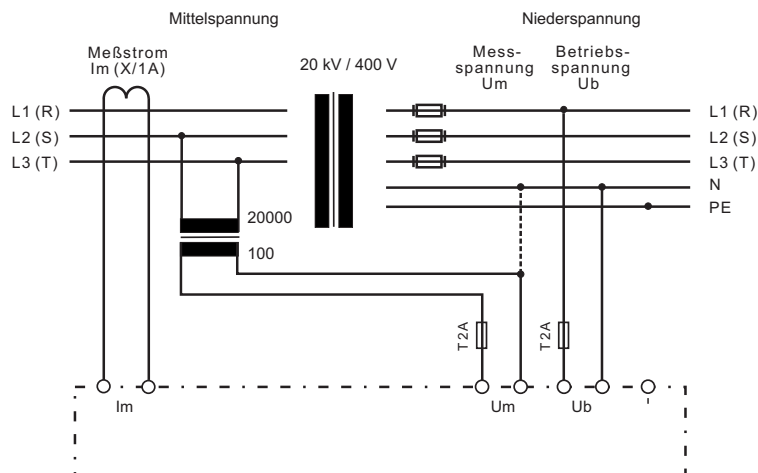 Mittelspannung
Niederspannung
Meßstrom
Im (X/1A)
20 kV / 400 V
Mess-
spannung
Um
Betriebs-
spannung
Ub
L1 (R)
L2 (S)
L3 (T)
L1 (R)
L2 (S)
L3 (T)
N
PE
20000
100
T2A
T2A
Im
Um
Ub